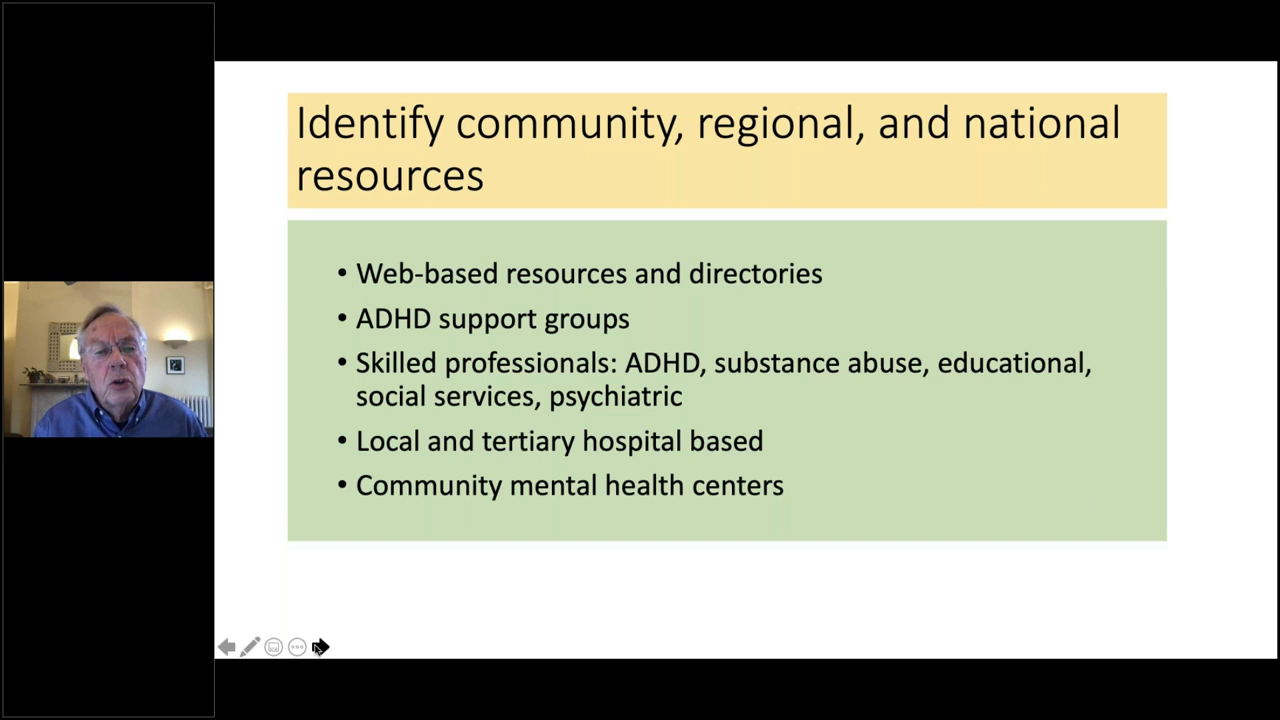 Identify community, regional, and national
resources
• Web-based resources and directories
• ADHD support groups
• Skilled professionals: ADHD, substance abuse, educational,
social services, psychiatric
• Local and tertiary hospital based
• Community mental health centers